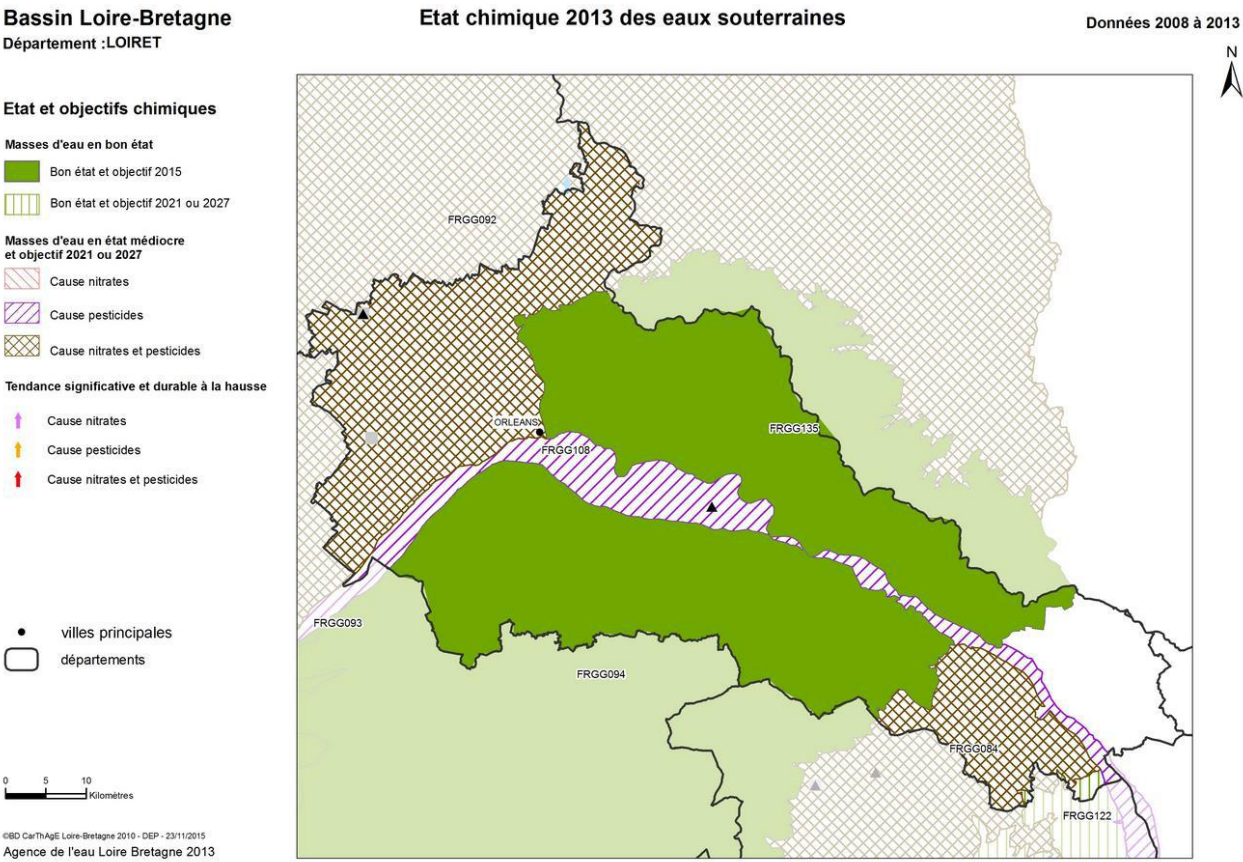 Bassin Loire-Bretagne
Département :LOIRET
Etat chimique 2013 des eaux souterraines
Données 2008 à 2013
N
Etat et objectifs chimiques
Masses d'eau en bon état
Bon état et objectif 2015
Bon état et objectif 2021 ou 2027
Masses d'eau en état médiocre
et objectif 2021 ou 2027
Cause nitrates
Cause pesticides
Cause nitrates et pesticides
Tendance significative et durable à la hausse
Cause nitrates
Cause pesticides
Cause nitrates et pesticides
villes principales
départements
0 5 10
Kilomètres
©BD CarThAgE Loire-Bretagne 2010 - DEP - 23/11/2015
Agence de l'eau Loire Bretagne 2013
FRGG092
ORLEANS
FRGG135
FRGG108
FRGG093
FRGG094
FRGG084
FRGG122